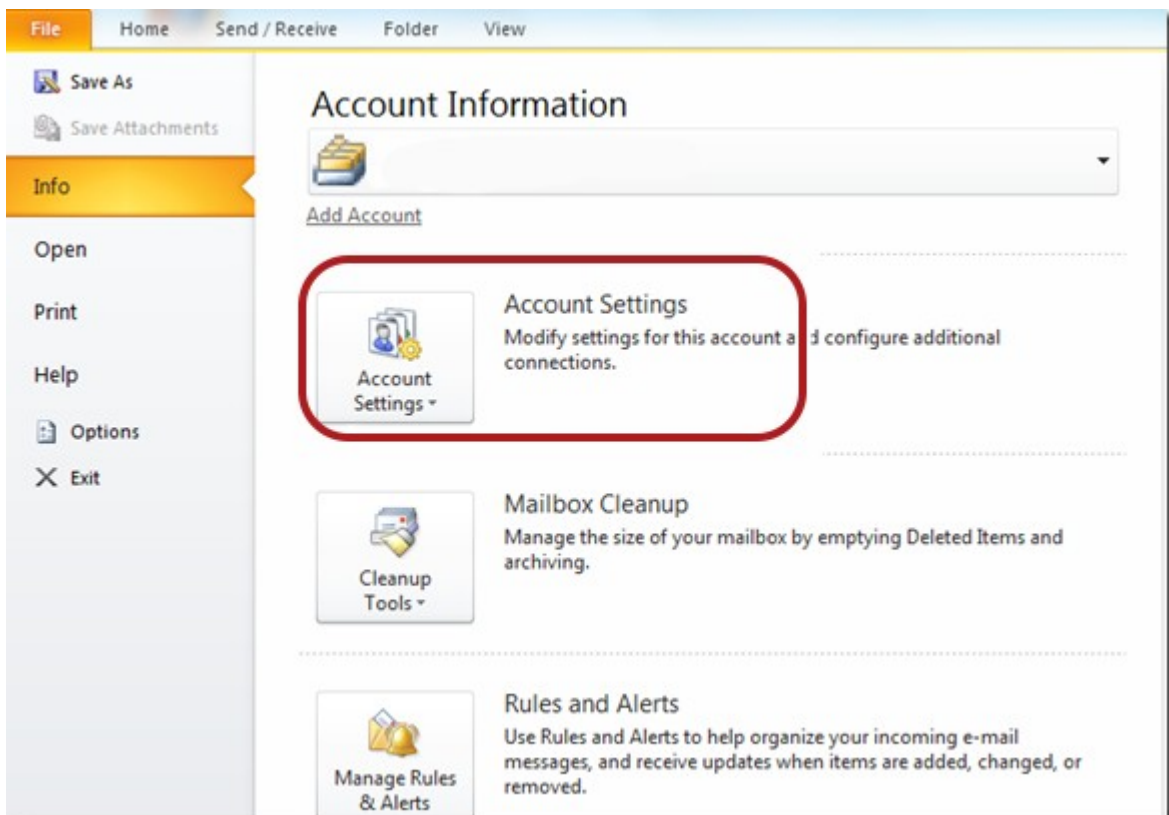 File Home Send / Receive Folder View
Save As
Save Attachments
Info
Open
Print
Help
Options
Exit
Account Information
Add Account
Account
Settings
Account Settings
Modify settings for this account a d configure additional
connections.
Cleanup
Tools
Mailbox Cleanup
Manage the size of your mailbox by emptying Deleted Items and
archiving.
Manage Rules
& Alerts
Rules and Alerts
Use Rules and Alerts to help organize your incoming e-mail
messages, and receive updates when items are added, changed, or
removed.